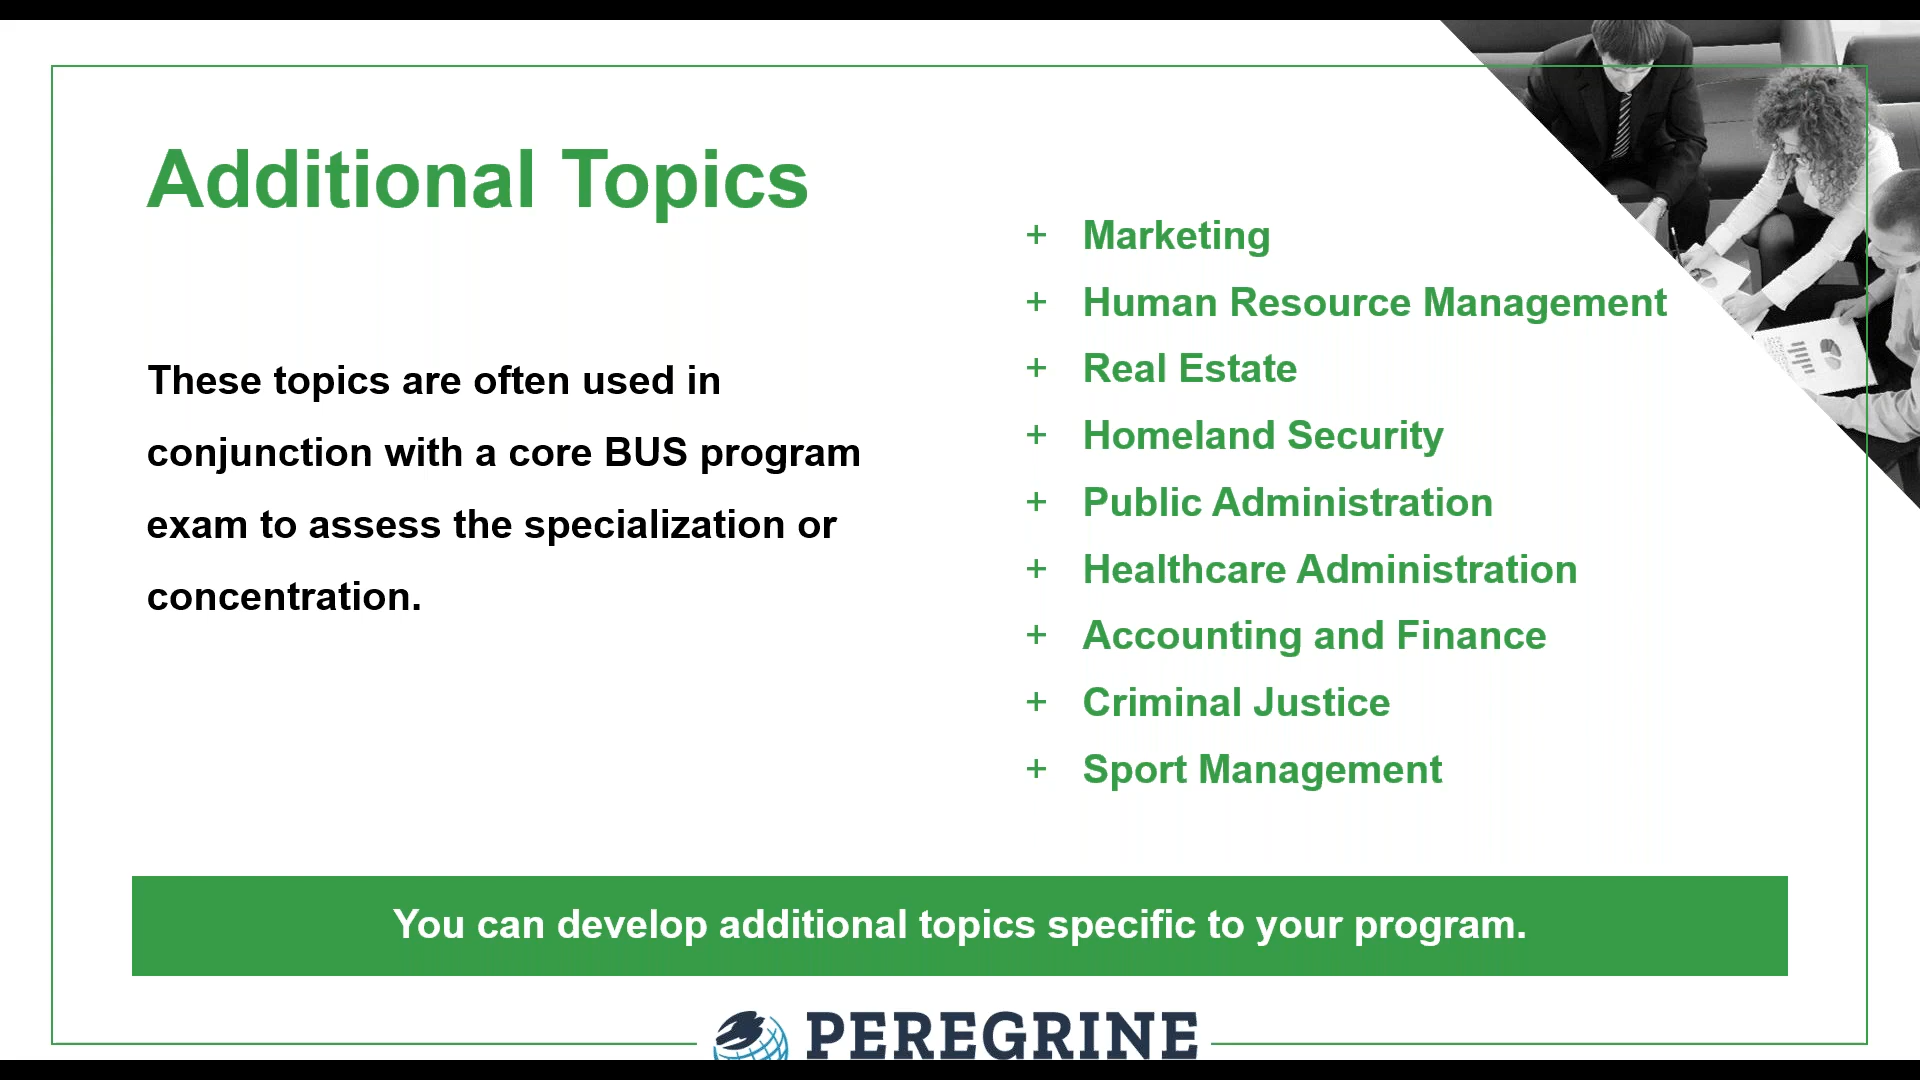 Additional Topics
These topics are often used in
conjunction with a core BUS program
exam to assess the specialization or
concentration.
+ Marketing
+ Human Resource Management
+ Real Estate
+ Homeland Security
+ Public Administration
+ Healthcare Administration
+ Accounting and Finance
+ Criminal Justice
+ Sport Management
You can develop additional topics specific to your program.
PEREGRINE